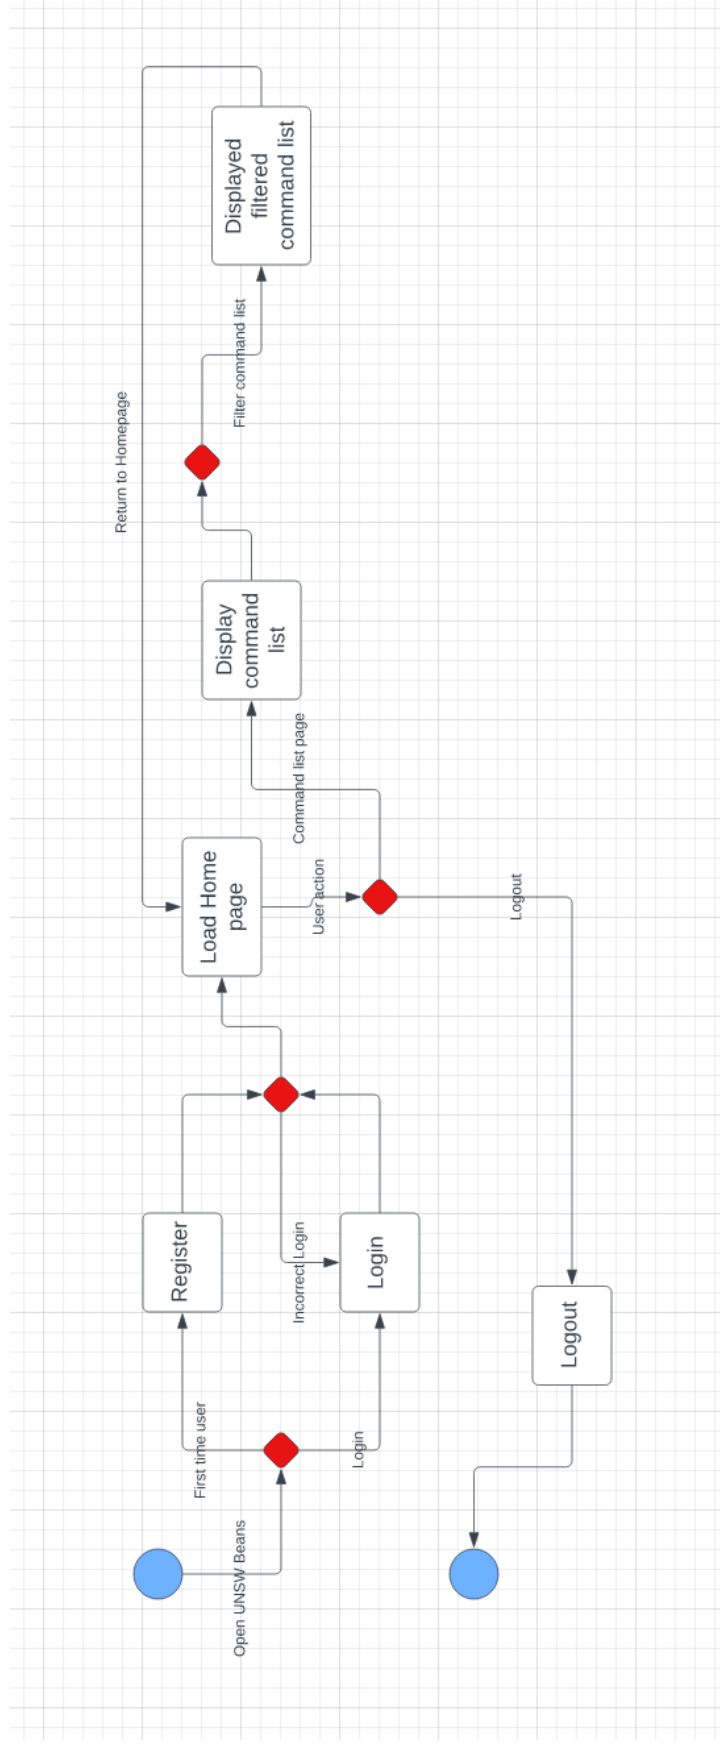 Open UNSW Beans
First time user
Login
Register
Incorrect Login
Login
Load Home
page
User action
Command list page
Display
command
list
Filter command list
Displayed
filtered
command list
Return to Homepage
Logout
Logout